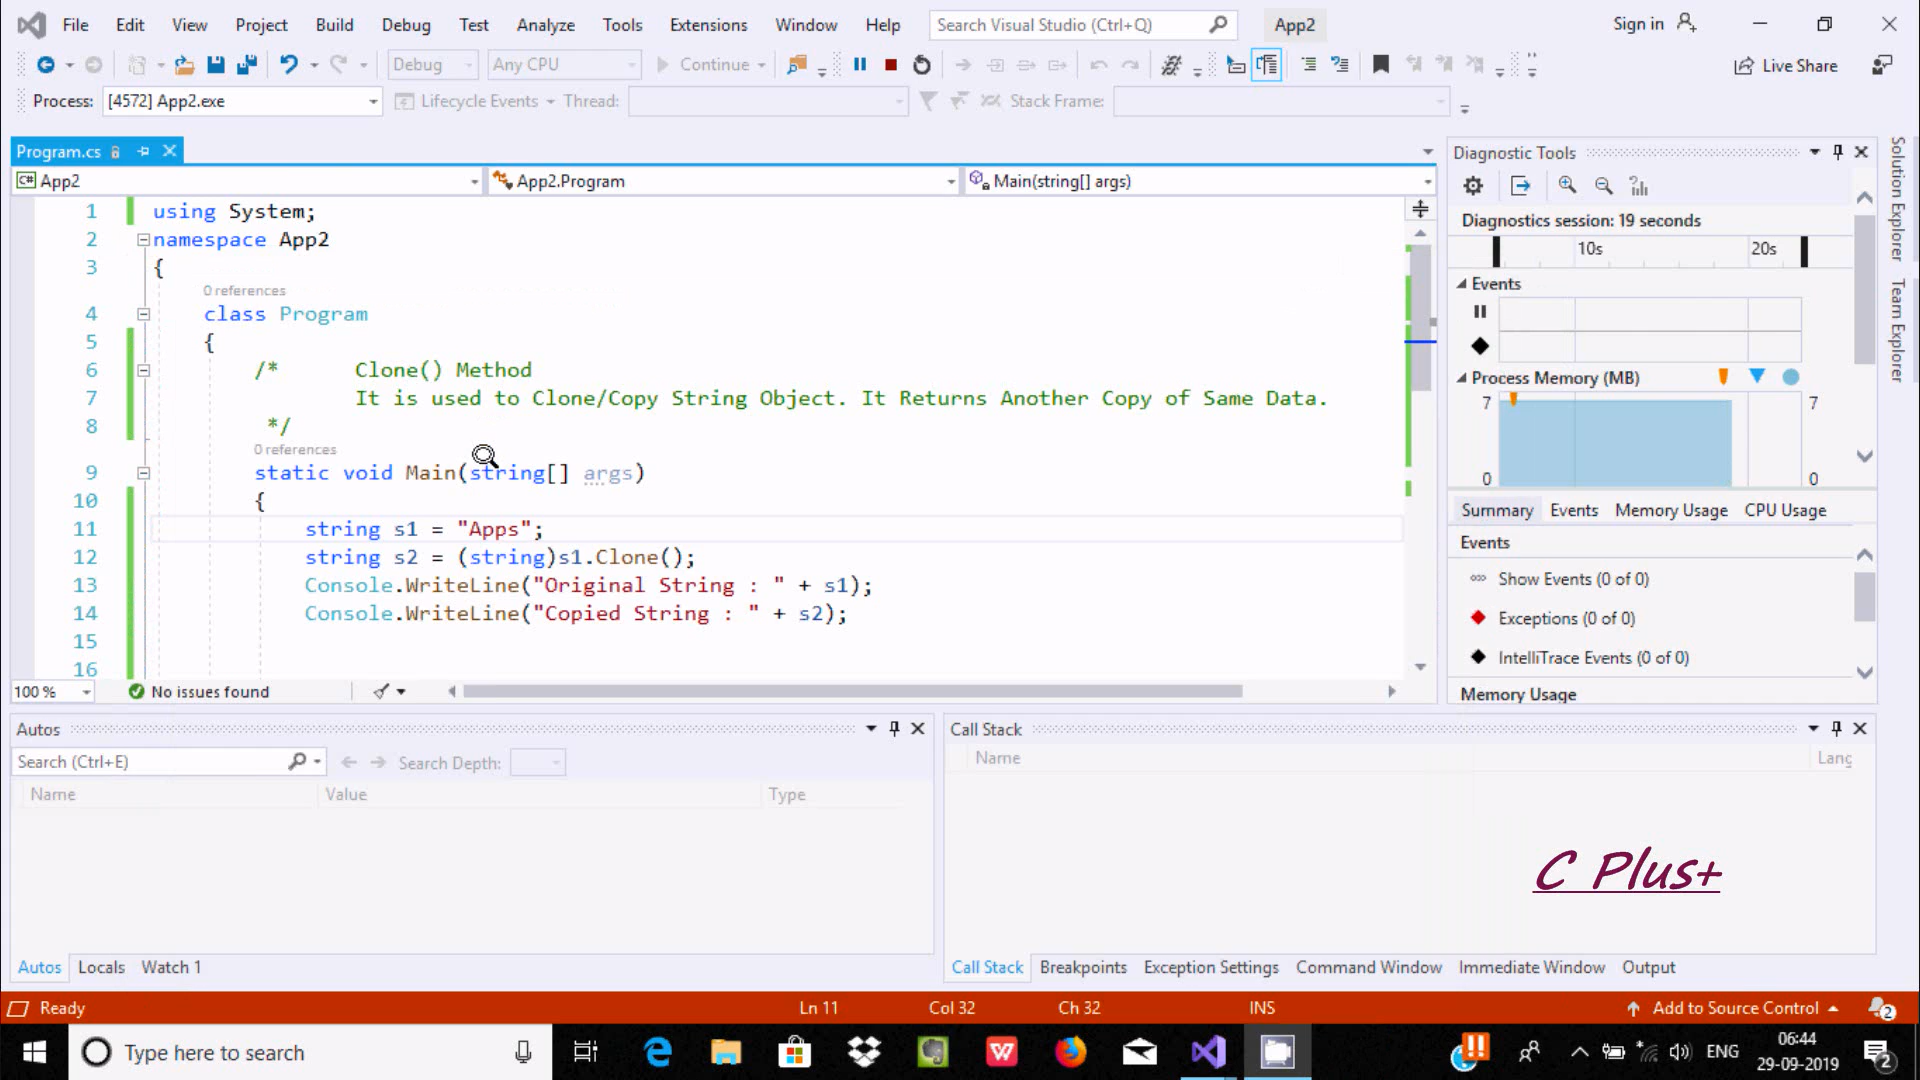 File Edit View Project Build Debug Test Analyze Tools Extensions Window Help Search Visual Studio (Ctrl+Q) App2 Sign in
Debug Any CPU Continue Live Share
Process: [4572] App2.exe Lifecycle Events Thread: Stack Frame:
Program.cs
App2 App2.Program Main(string[] args)
1 using System;
2 namespace App2
3 {
0 references
4 class Program
5 {
6 /* Clone() Method
7 It is used to Clone/Copy String Object. It Returns Another Copy of Same Data.
8 */
0 references
9 static void Main(string[] args)
10 {
11 string s1 = "Apps";
12 string s2 = (string)s1.Clone();
13 Console.WriteLine("Original String : " + s1);
14 Console.WriteLine("Copied String : " + s2);
15
16
100 % No issues found
Diagnostic Tools
Diagnostics session: 19 seconds
10s 20s
Events
Process Memory (MB)
7 7
0 0
Summary Events Memory Usage CPU Usage
Events
Show Events (0 of 0)
Exceptions (0 of 0)
IntelliTrace Events (0 of 0)
Memory Usage
Solution Explorer
Team Explorer
Autos
Search (Ctrl+E) Search Depth:
Name Value Type
Autos Locals Watch 1
Call Stack
Name Lang
C Plus+
Call Stack Breakpoints Exception Settings Command Window Immediate Window Output
Ready Ln 11 Col 32 Ch 32 INS Add to Source Control 2
Type here to search ENG 06:44
29-09-2019 2